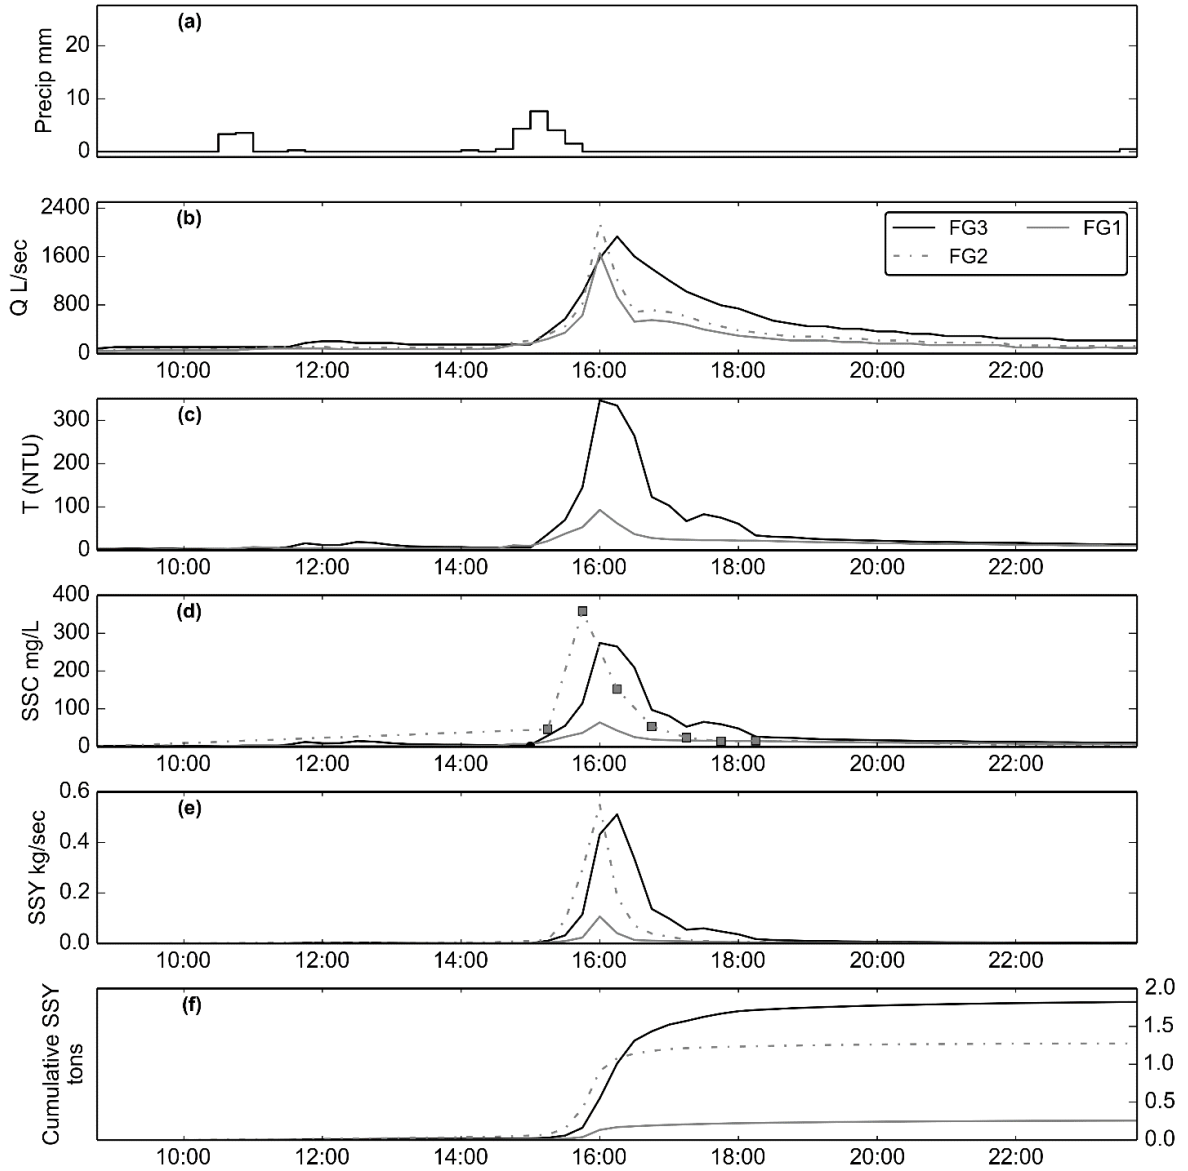 (a)
Precip mm
20
10
0
(b)
Q L/sec
2400
1600
800
0
FG3
FG1
FG2
10:00 12:00 14:00 16:00 18:00 20:00 22:00
(c)
T (NTU)
300
200
100
0
10:00 12:00 14:00 16:00 18:00 20:00 22:00
(d)
SSC mg/L
400
300
200
100
0
10:00 12:00 14:00 16:00 18:00 20:00 22:00
(e)
SSY kg/sec
0.6
0.4
0.2
0.0
10:00 12:00 14:00 16:00 18:00 20:00 22:00
(f)
Cumulative SSY
tons
2.0
1.5
1.0
0.5
0.0
10:00 12:00 14:00 16:00 18:00 20:00 22:00